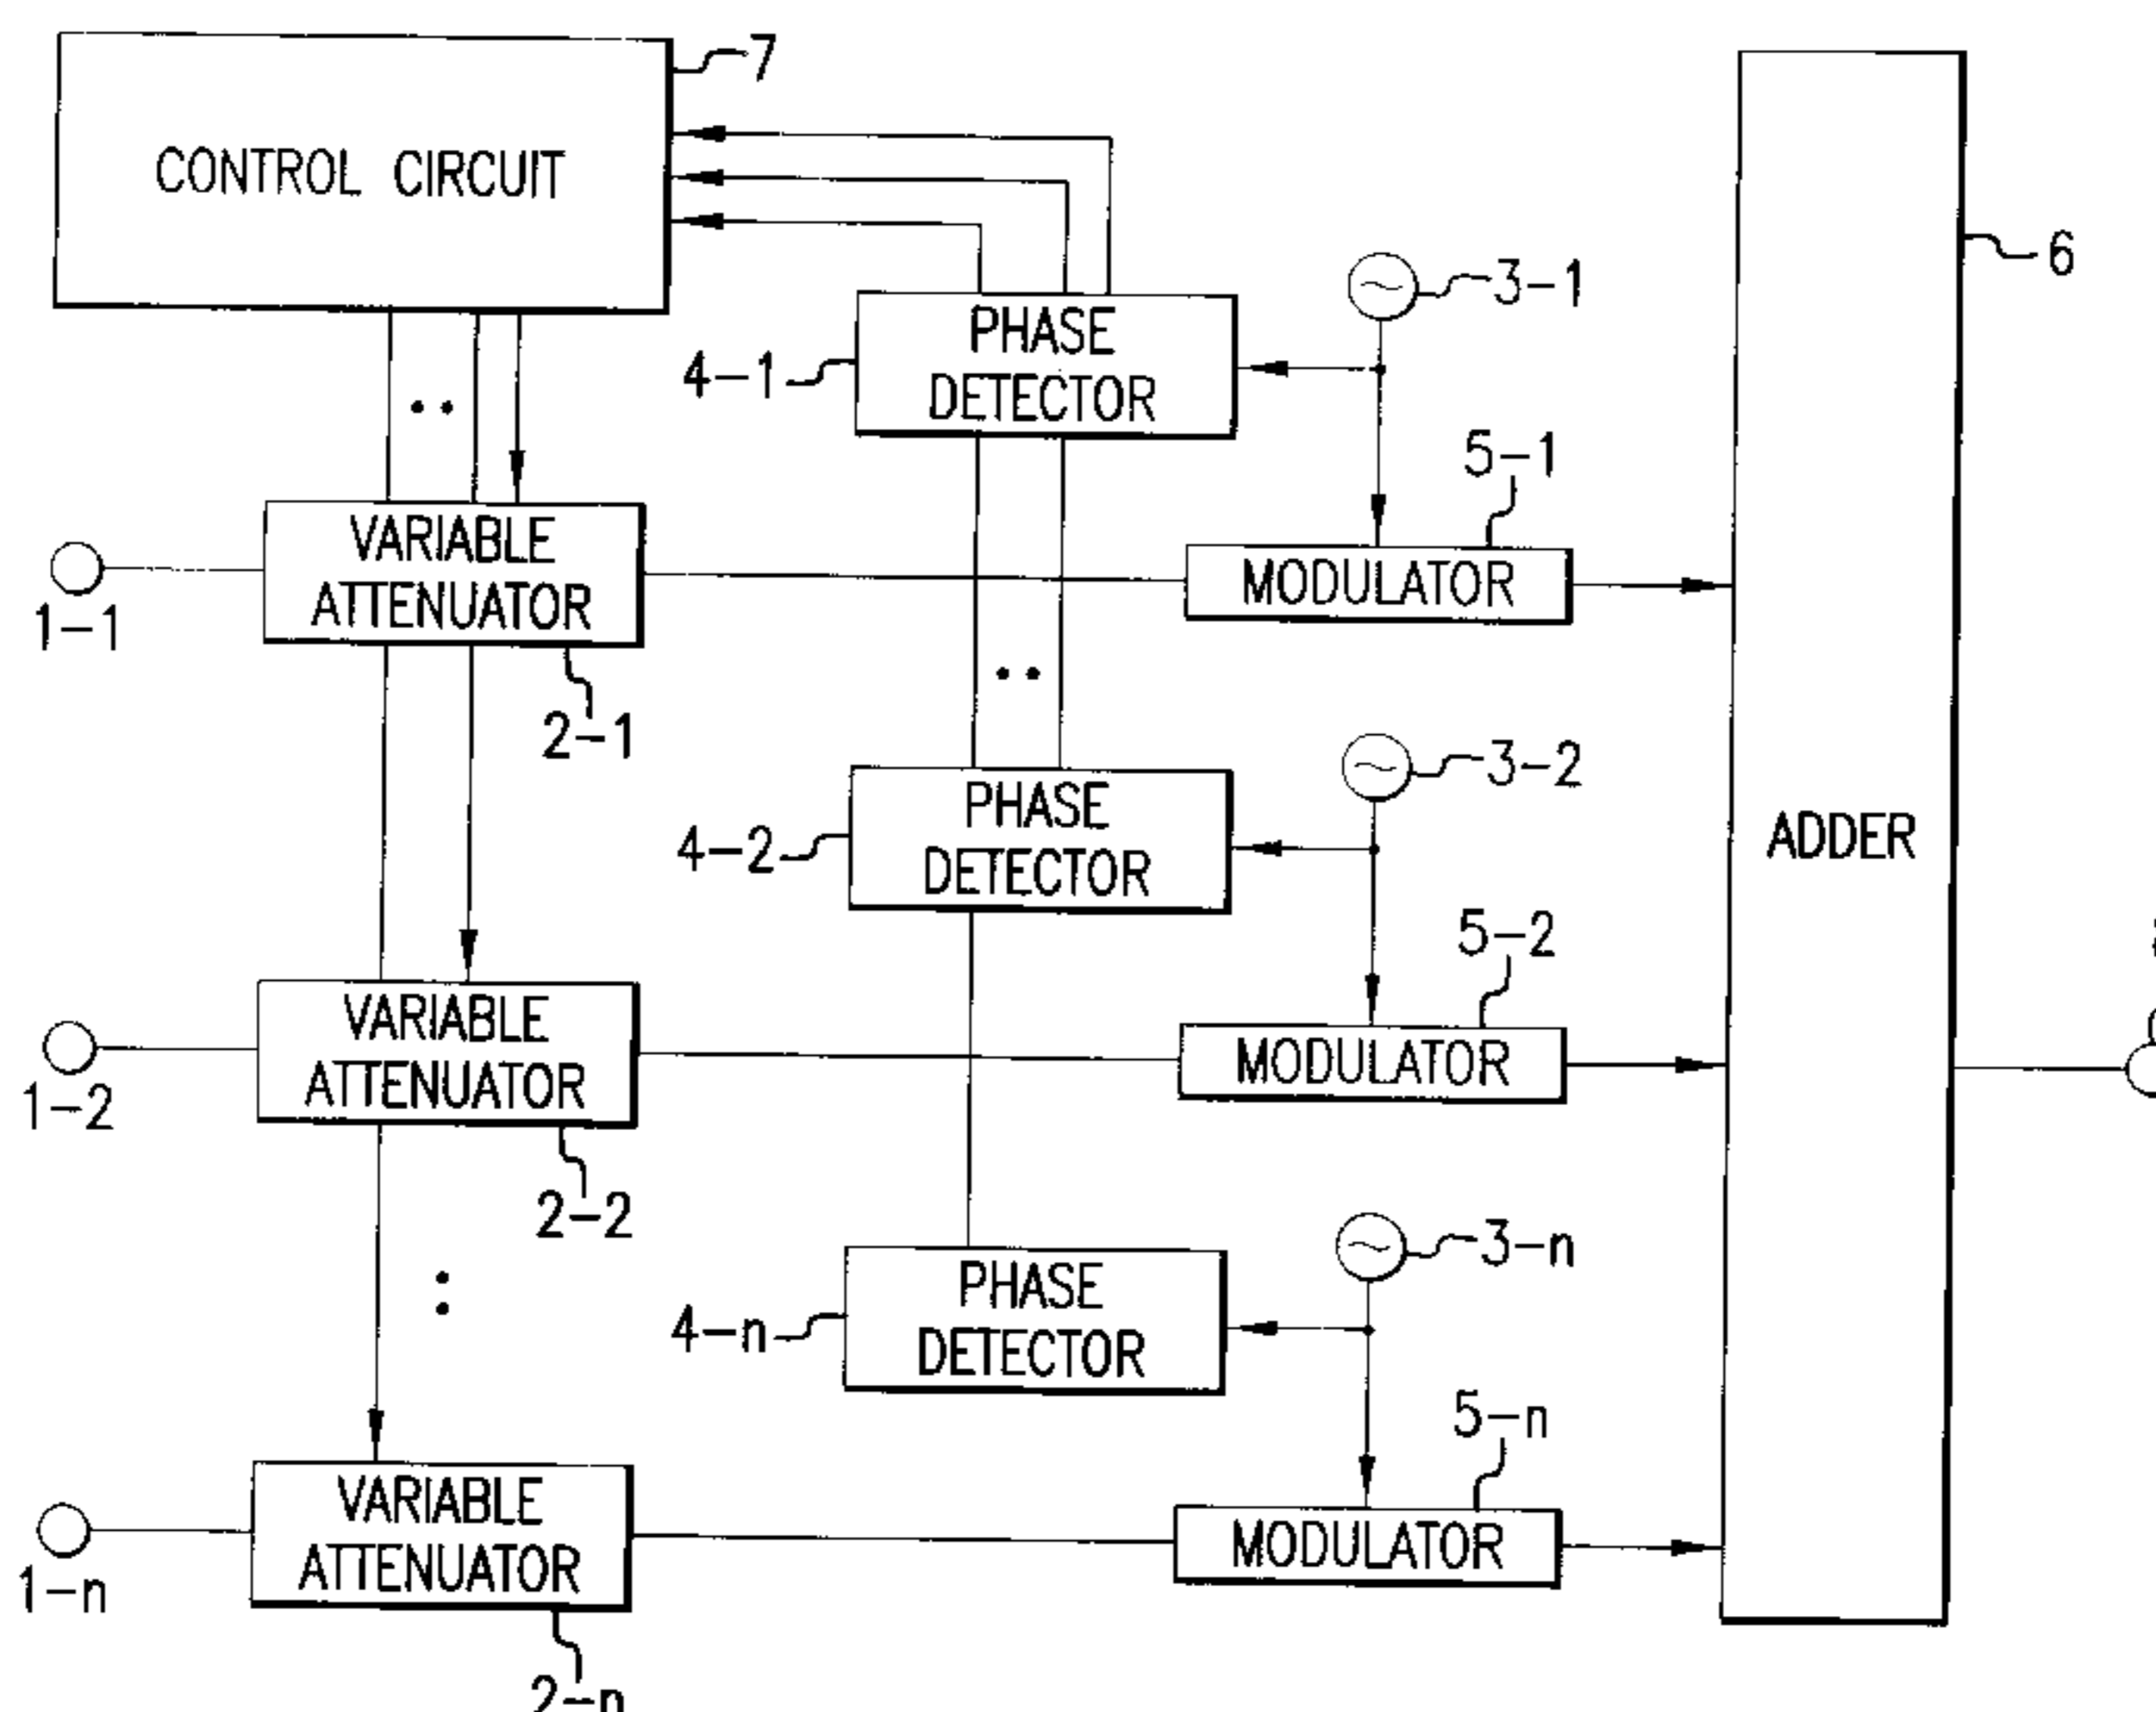 7
CONTROL CIRCUIT
6
3-1
PHASE
DETECTOR
4-1
5-1
VARIABLE
ATTENUATOR
MODULATOR
1-1
2-1
3-2
PHASE
DETECTOR
4-2
ADDER
5-2
VARIABLE
ATTENUATOR
MODULATOR
1-2
2-2
3-n
PHASE
DETECTOR
4-n
5-n
VARIABLE
ATTENUATOR
MODULATOR
1-n
2-n